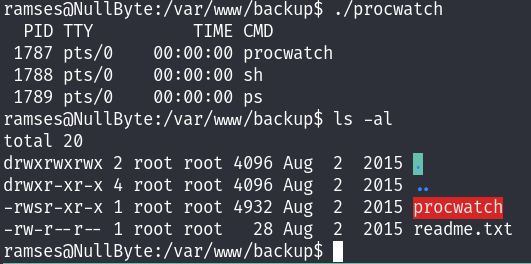 ramses@NullByte:/var/www/backup$ ./procwatch
PID TTY TIME CMD
1787 pts/0 00:00:00 procwatch
1788 pts/0 00:00:00 sh
1789 pts/0 00:00:00 ps
ramses@NullByte:/var/www/backup$ ls -al
total 20
drwxrwxrwx 2 root root 4096 Aug 2 2015 .
drwxr-xr-x 4 root root 4096 Aug 2 2015 ..
-rwsr-xr-x 1 root root 4932 Aug 2 2015 procwatch
-rw-r--r-- 1 root root 28 Aug 2 2015 readme.txt
ramses@NullByte:/var/www/backup$